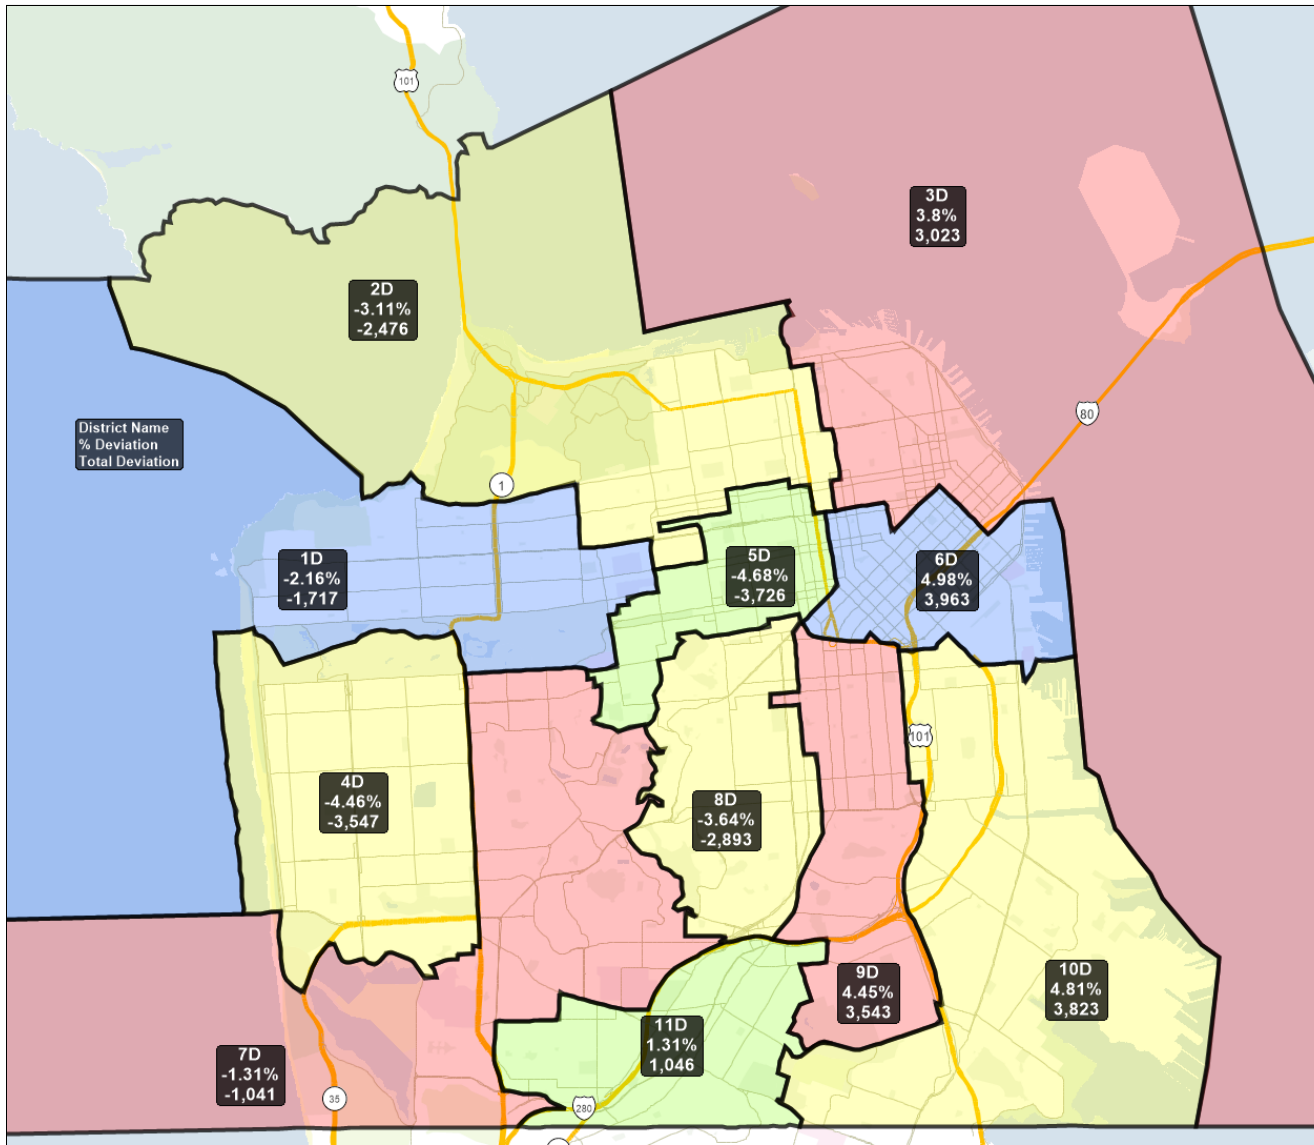 101
3D
3.8%
3,023
2D
-3.11%
-2,476
80
District Name
% Deviation
Total Deviation
1
1D
-2.16%
-1,717
5D
-4.68%
-3,726
6D
4.98%
3,963
101
4D
-4.46%
-3,547
8D
-3.64%
-2,893
9D
4.45%
3,543
10D
4.81%
3,823
11D
1.31%
1,046
7D
-1.31%
-1,041
35
280